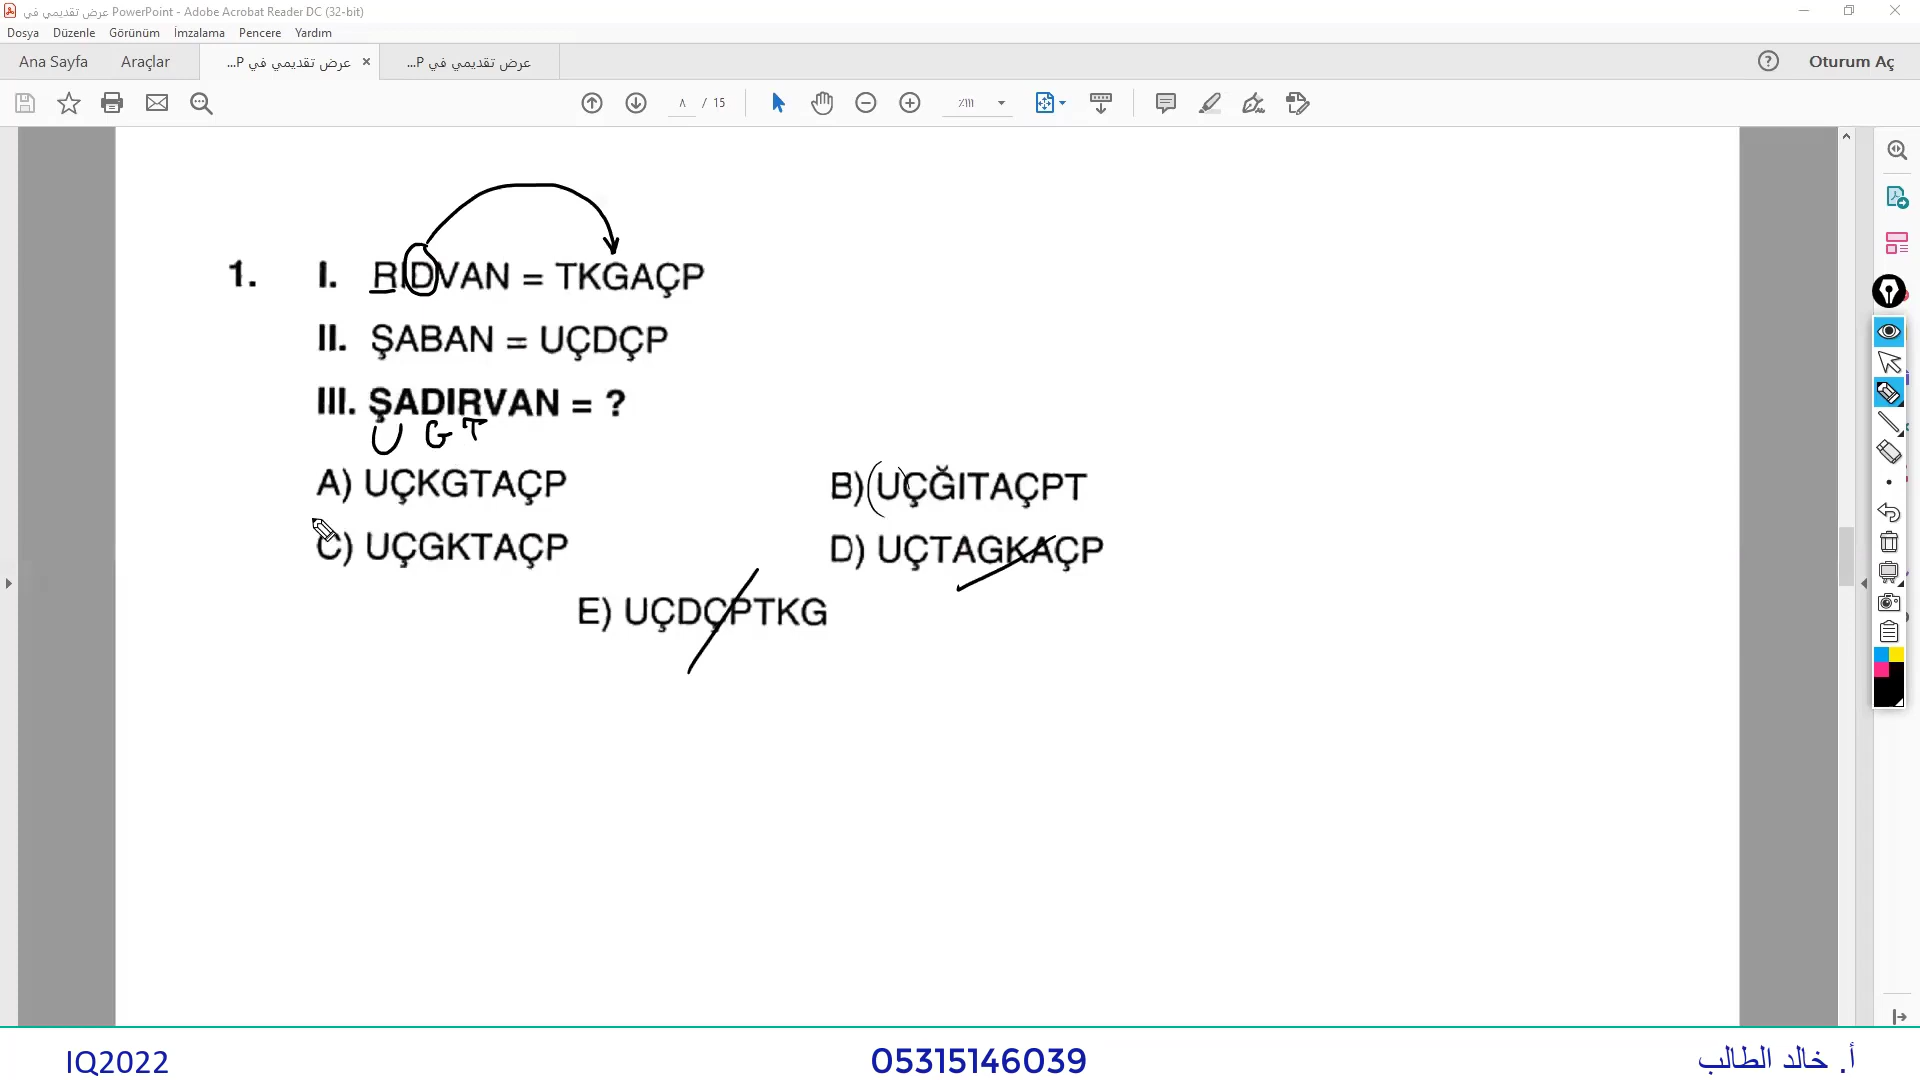 عرض تقديمي في PowerPoint - Adobe Acrobat Reader DC (32-bit)
Dosya Düzenle Görünüm İmzalama Pencere Yardım
Ana Sayfa Araçlar عرض تقديمي في P... × عرض تقديمي في P... Oturum Aç
٨ / 15 ٪١١١
1. I. RIDVAN = TKGAÇP
II. ŞABAN = UÇDÇP
III. ŞADIRVAN = ?
U G T
A) UÇKGTAÇP B) UÇĞITAÇPT
C) UÇGKTAÇP D) UÇTAGKAÇP
E) UÇDÇPTKG
IQ2022 05315146039 أ. خالد الطالب